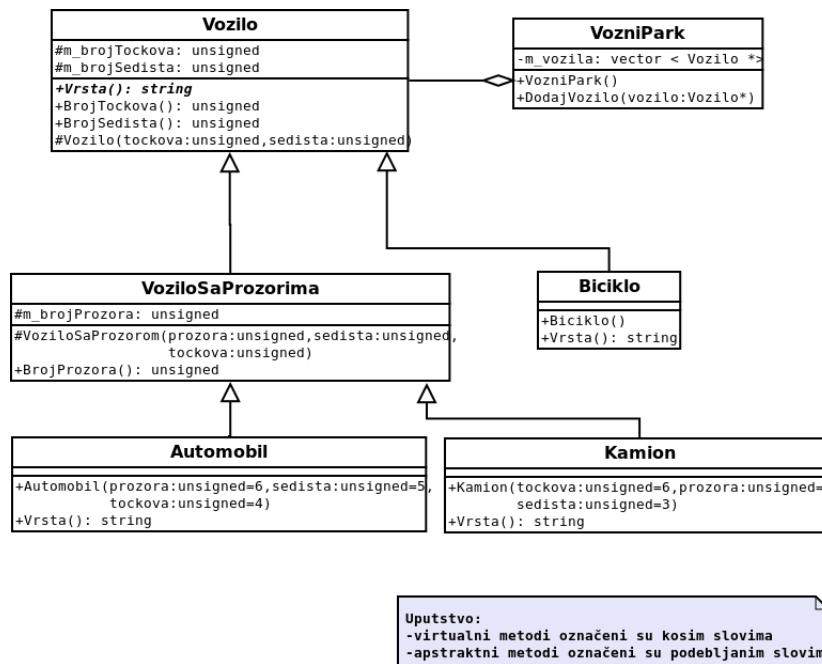 Vozilo
#m_brojTockova: unsigned
#m_brojSedista: unsigned
+Vrsta(): string
+BrojTockova(): unsigned
+BrojSedista(): unsigned
#Vozilo(tockova:unsigned,sedista:unsigned)
VozniPark
-m_vozila: vector < Vozilo *>
+VozniPark()
+DodajVozilo(vozilo:Vozilo*)
VoziloSaProzorima
#m_brojProzora: unsigned
#VoziloSaProzorom(prozora:unsigned,sedista:unsigned,
tockova:unsigned)
+BrojProzora(): unsigned
Biciklo
+Biciklo()
+Vrsta(): string
Automobil
+Automobil(prozora:unsigned=6,sedista:unsigned=5,
tockova:unsigned=4)
+Vrsta(): string
Kamion
+Kamion(tockova:unsigned=6,prozora:unsigned=
sedista:unsigned=3)
+Vrsta(): string
Uputstvo:
-virtualni metodi označeni su kosim slovima
-apstraktni metodi označeni su podebljanim slovim